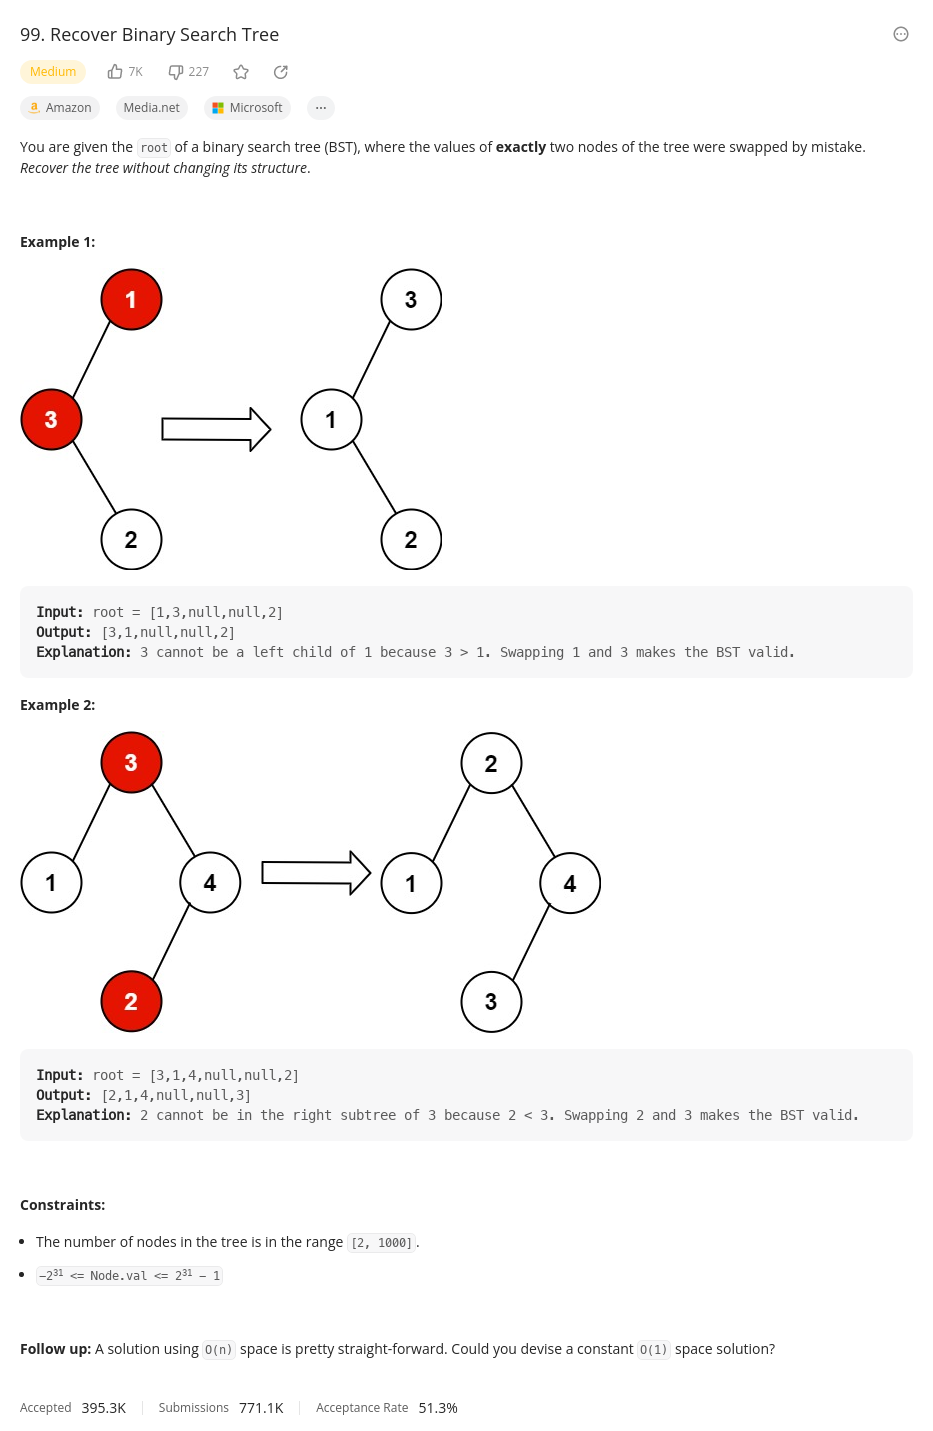 99. Recover Binary Search Tree
Medium 7K 227
Amazon Media.net Microsoft ...
You are given the root of a binary search tree (BST), where the values of exactly two nodes of the tree were swapped by mistake.
Recover the tree without changing its structure.
Example 1:
1 3
3 1
2 2
Input: root = [1,3,null,null,2]
Output: [3,1,null,null,2]
Explanation: 3 cannot be a left child of 1 because 3 > 1. Swapping 1 and 3 makes the BST valid.
Example 2:
3 2
1 4 1 4
2 3
Input: root = [3,1,4,null,null,2]
Output: [2,1,4,null,null,3]
Explanation: 2 cannot be in the right subtree of 3 because 2 < 3. Swapping 2 and 3 makes the BST valid.
Constraints:
• The number of nodes in the tree is in the range [2, 1000].
• −2³¹ <= Node.val <= 2³¹ − 1
Follow up: A solution using O(n) space is pretty straight-forward. Could you devise a constant O(1) space solution?
Accepted 395.3K Submissions 771.1K Acceptance Rate 51.3%